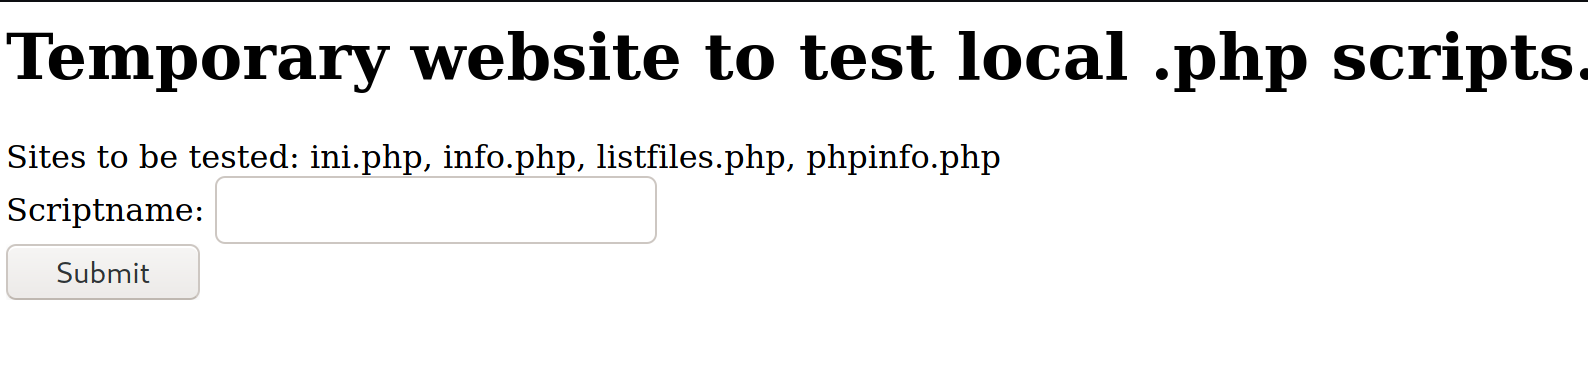 Temporary website to test local .php scripts.
Sites to be tested: ini.php, info.php, listfiles.php, phpinfo.php
Scriptname:
Submit